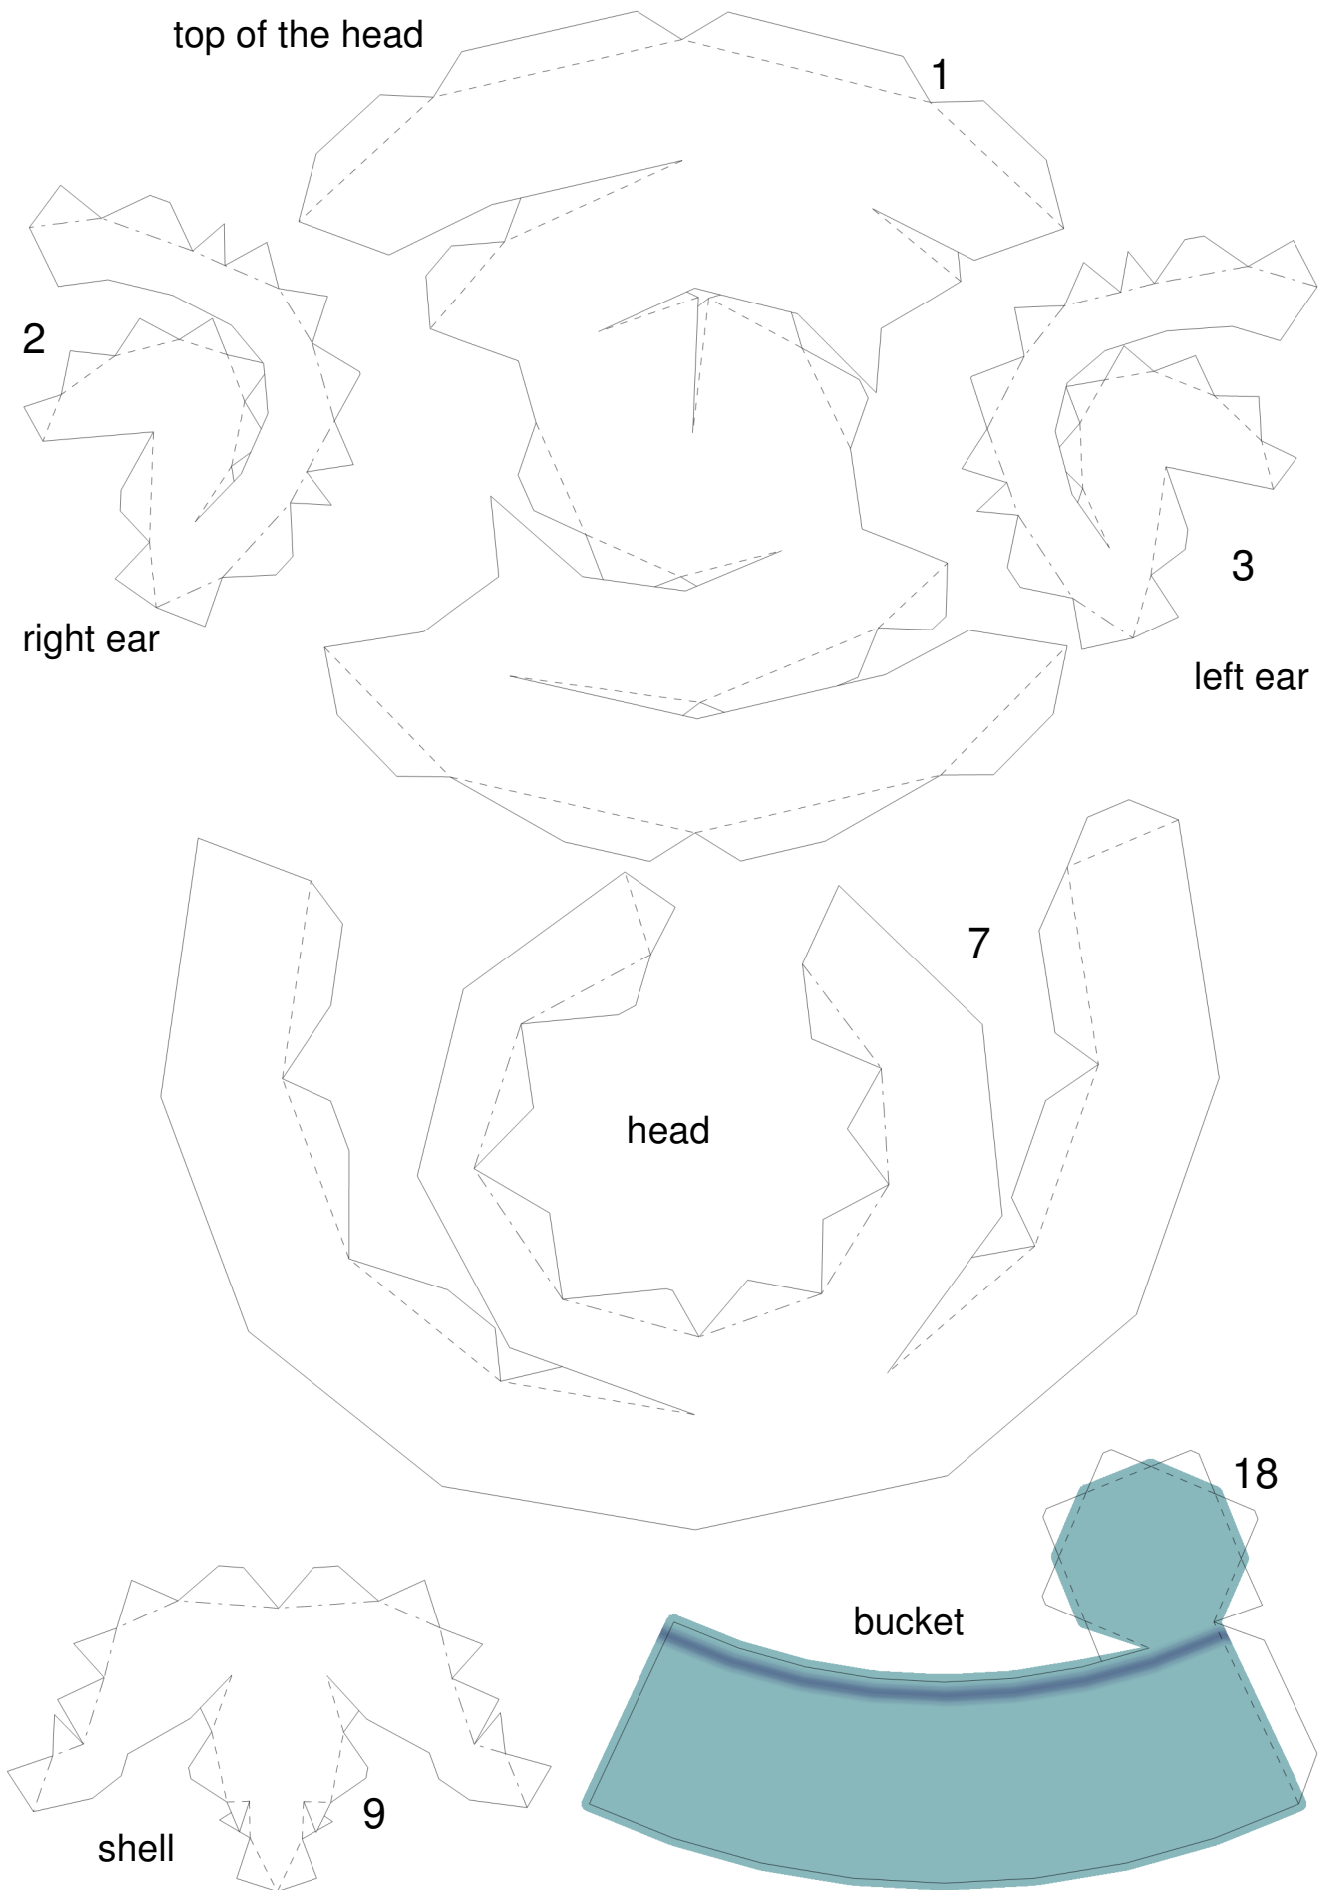 top of the head
1
2
3
right ear
left ear
7
head
18
bucket
9
shell